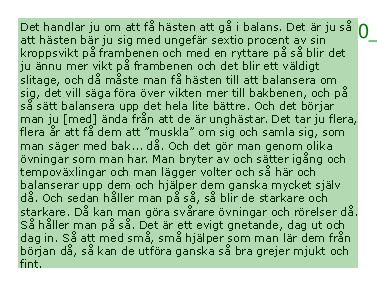 Det handlar ju om att få hästen att gå i balans. Det är ju så
att hästen bär ju sig med ungefär sextio procent av sin
kroppsvikt på frambenen och med en ryttare på så blir det
ju ännu mer vikt på frambenen och det blir ett väldigt
slitage, och då måste man få hästen till att balansera om
sig, det vill säga föra över vikten mer till bakbenen, och på
så sätt balansera upp det hela lite bättre. Och det börjar
man ju [med] ända från att de är unghästar. Det tar ju flera,
flera år att få dem att ”muskla” om sig och samla sig, som
man säger med bak... då. Och det gör man genom olika
övningar som man har. Man bryter av och sätter igång och
tempoväxlingar och man lägger volter och så här och
balanserar upp dem och hjälper dem ganska mycket själv
då. Och sedan håller man på så, så blir de starkare och
starkare. Då kan man göra svårare övningar och rörelser då.
Så håller man på så. Det är ett evigt gnetande, dag ut och
dag in. Så att med små, små hjälper som man lär dem från
början då, så kan de utföra ganska så bra grejer mjukt och
fint.
0_